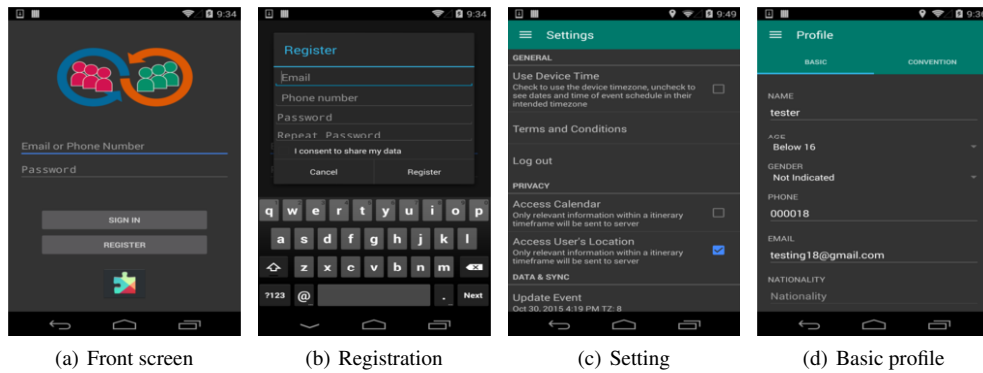 9:34
Email or Phone Number
Password
SIGN IN
REGISTER
(a) Front screen
9:34
Register
Email
Phone number
Password
Repeat Password
I consent to share my data
Cancel
Register
q w e r t y u i o p
a s d f g h j k l
z x c v b n m
?123 @ . Next
(b) Registration
9:49
Settings
GENERAL
Use Device Time
Check to use the device timezone, uncheck to
see dates and time of event schedule in their
intended timezone
Terms and Conditions
Log out
PRIVACY
Access Calendar
Only relevant information within a itinerary
timeframe will be sent to server
Access User's Location
Only relevant information within a itinerary
timeframe will be sent to server
DATA & SYNC
Update Event
Oct 30, 2015 4:19 PM TZ: 8
(c) Setting
Profile
BASIC
CONVENTION
NAME
tester
AGE
Below 16
GENDER
Not Indicated
PHONE
000018
EMAIL
testing18@gmail.com
NATIONALITY
Nationality
(d) Basic profile